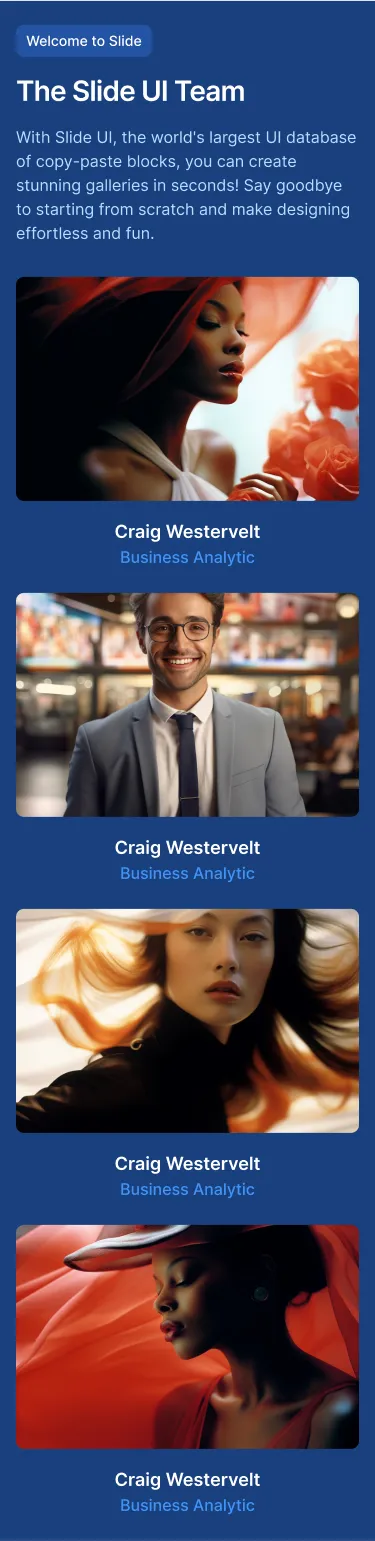 Welcome to Slide
The Slide UI Team
With Slide UI, the world's largest UI database
of copy-paste blocks, you can create
stunning galleries in seconds! Say goodbye
to starting from scratch and make designing
effortless and fun.
Craig Westervelt
Business Analytic
Craig Westervelt
Business Analytic
Craig Westervelt
Business Analytic
Craig Westervelt
Business Analytic